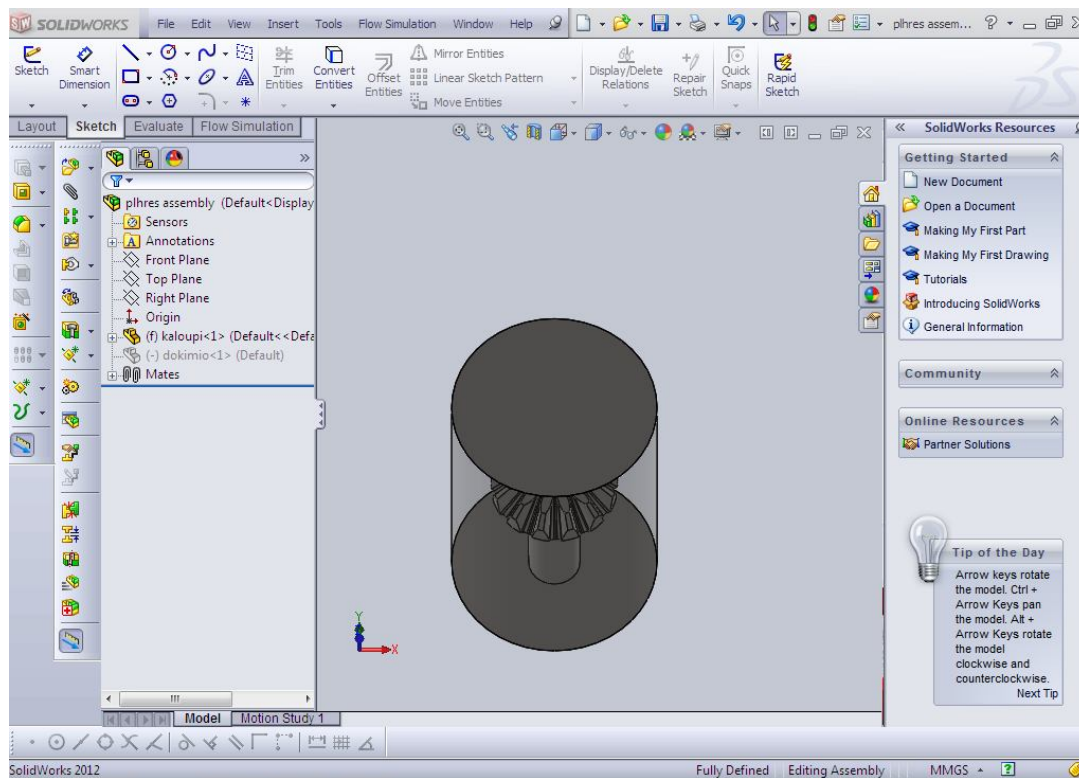 SW SOLIDWORKS File Edit View Insert Tools Flow Simulation Window Help plhres assem... ?
Sketch
Smart Dimension
Trim Entities
Convert Entities
Offset Entities
Mirror Entities
Linear Sketch Pattern
Move Entities
Display/Delete Relations
Repair Sketch
Quick Snaps
Rapid Sketch
Layout Sketch Evaluate Flow Simulation
plhres assembly (Default<Display
Sensors
Annotations
Front Plane
Top Plane
Right Plane
Origin
(f) kaloupi<1> (Default<<Defa
(-) dokimio<1> (Default)
Mates
Y
X
Model Motion Study 1
« SolidWorks Resources
Getting Started
New Document
Open a Document
Making My First Part
Making My First Drawing
Tutorials
Introducing SolidWorks
General Information
Community
Online Resources
Partner Solutions
Tip of the Day
Arrow keys rotate
the model. Ctrl +
Arrow Keys pan
the model. Alt +
Arrow Keys rotate
the model
clockwise and
counterclockwise.
Next Tip
SolidWorks 2012 Fully Defined Editing Assembly MMGS ?